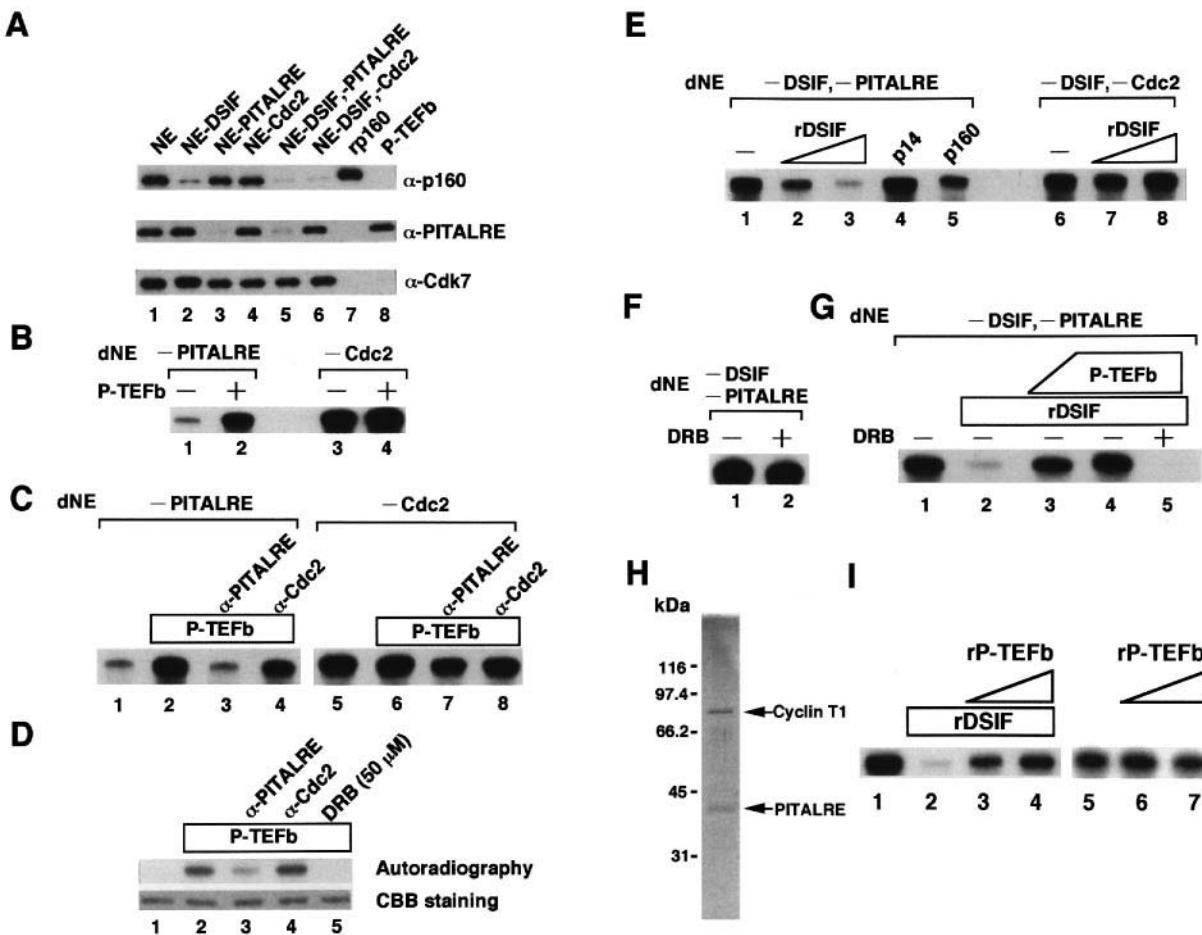 A
NE
NE-DSIF
NE-PITALRE
NE-Cdc2
NE-DSIF,-PITALRE
NE-DSIF,-Cdc2
rp160
P-TEFb
α-p160
α-PITALRE
α-Cdk7
1 2 3 4 5 6 7 8
B
dNE −PITALRE −Cdc2
P-TEFb − + − +
1 2 3 4
C
dNE −PITALRE −Cdc2
α-PITALRE α-Cdc2 α-PITALRE α-Cdc2
P-TEFb P-TEFb
1 2 3 4 5 6 7 8
D
α-PITALRE α-Cdc2 DRB (50 µM)
P-TEFb
Autoradiography
CBB staining
1 2 3 4 5
E
dNE −DSIF,−PITALRE −DSIF,−Cdc2
− rDSIF p14 p160 − rDSIF
1 2 3 4 5 6 7 8
F
−DSIF
dNE
−PITALRE
DRB − +
1 2
G
dNE −DSIF,−PITALRE
P-TEFb
rDSIF
DRB − − − − +
1 2 3 4 5
H
kDa
116
97.4
Cyclin T1
66.2
45
PITALRE
31
I
rP-TEFb rP-TEFb
rDSIF
1 2 3 4 5 6 7